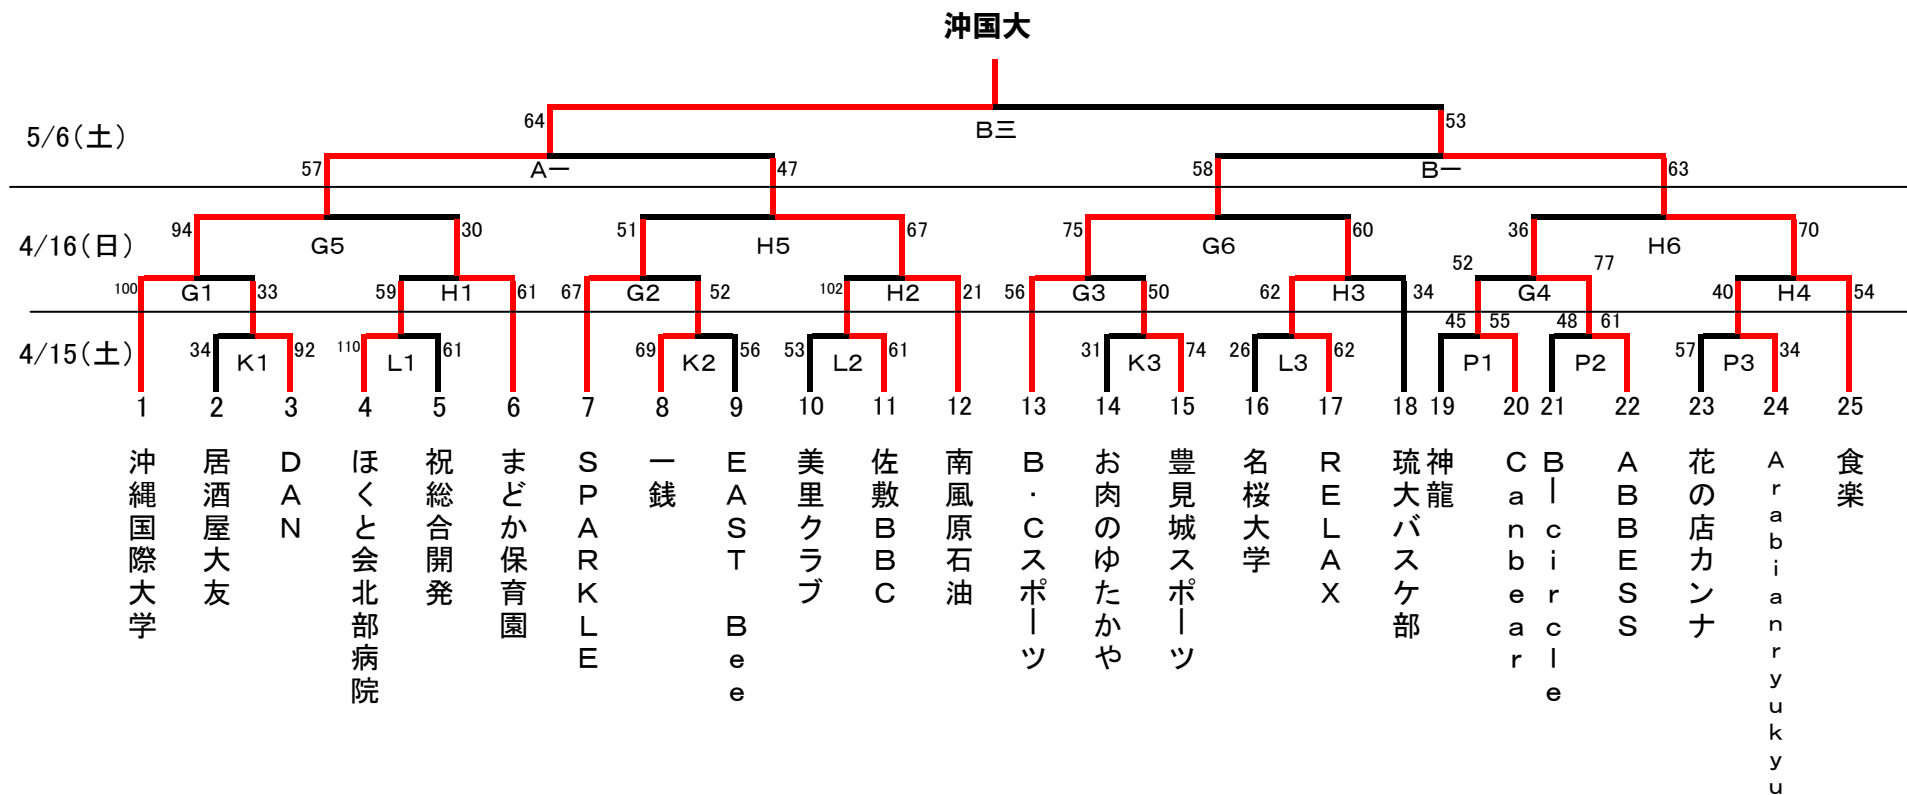 沖国大
5/6(土)
64
B三
53
57
A一
47
58
B一
63
4/16(日)
94
G5
30
51
H5
67
75
G6
60
36
H6
70
100
G1
33
59
H1
61
67
G2
52
102
H2
21
56
G3
50
62
H3
34
52
G4
77
40
H4
54
4/15(土)
34
K1
92
110
L1
61
69
K2
56
53
L2
61
31
K3
74
26
L3
62
45
P1
55
48
P2
61
57
P3
34
1 2 3 4 5 6 7 8 9 10 11 12 13 14 15 16 17 18 19 20 21 22 23 24 25
沖縄国際大学
居酒屋大友
DAN
ほくと会北部病院
祝総合開発
まどか保育園
SPARKLE
一銭
EAST Bee
美里クラブ
佐敷BBC
南風原石油
B・Cスポーツ
お肉のゆたかや
豊見城スポーツ
名桜大学
RELAX
琉大バスケ部
神龍
Canbear
Bーcircle
ABBESS
花の店カンナ
Arabianryukyu
食楽